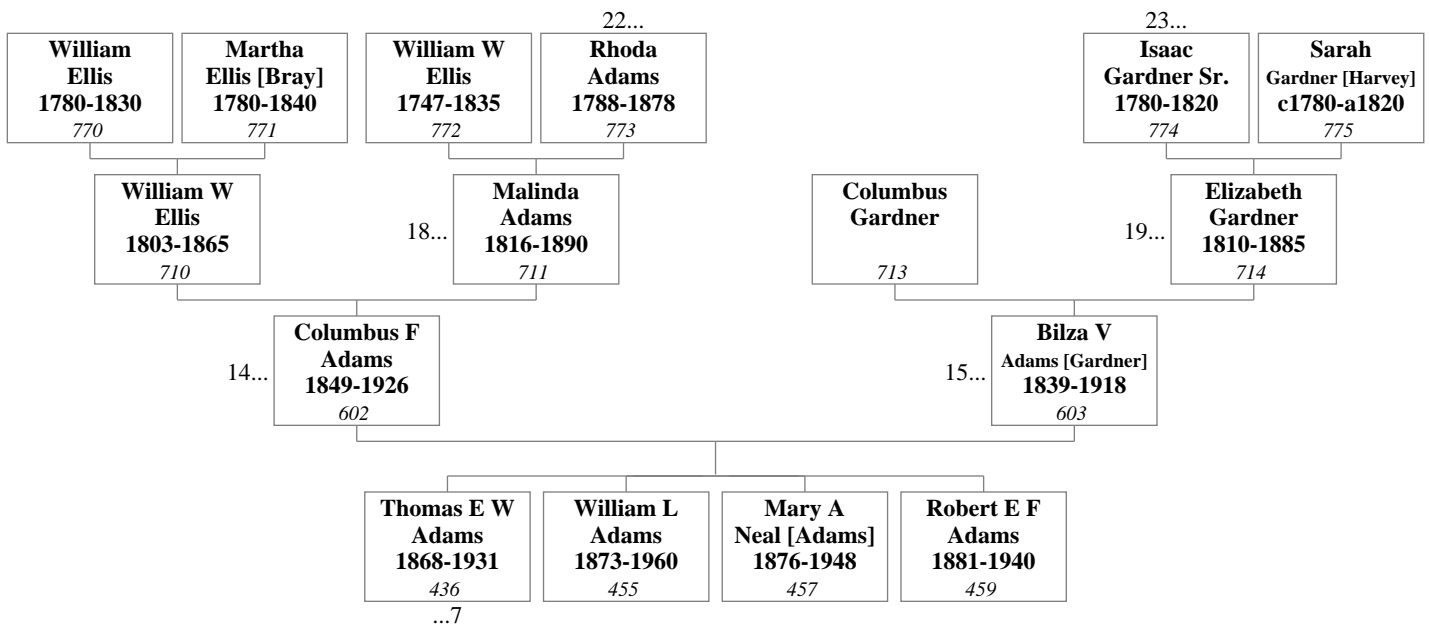 22...
23...
William
Ellis
1780-1830
770
Martha
Ellis [Bray]
1780-1840
771
William W
Ellis
1747-1835
772
Rhoda
Adams
1788-1878
773
Isaac
Gardner Sr.
1780-1820
774
Sarah
Gardner [Harvey]
c1780-a1820
775
William W
Ellis
1803-1865
710
18...
Malinda
Adams
1816-1890
711
Columbus
Gardner
713
19...
Elizabeth
Gardner
1810-1885
714
14...
Columbus F
Adams
1849-1926
602
15...
Bilza V
Adams [Gardner]
1839-1918
603
Thomas E W
Adams
1868-1931
436
...7
William L
Adams
1873-1960
455
Mary A
Neal [Adams]
1876-1948
457
Robert E F
Adams
1881-1940
459